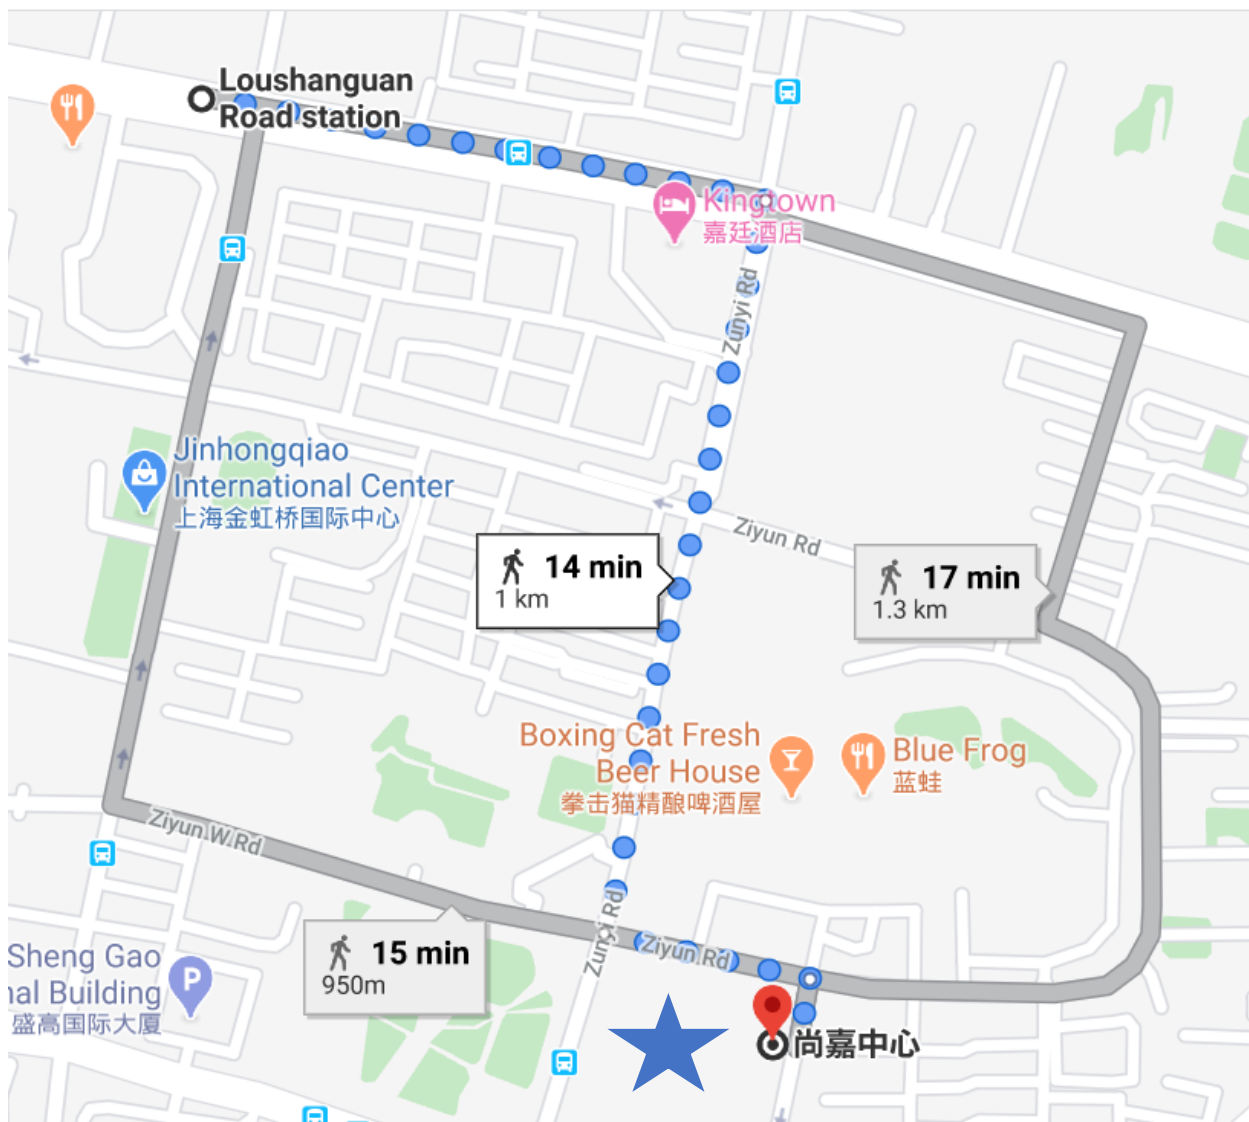 Loushanguan
Road station
Kingtown
嘉廷酒店
Zunyi Rd
Jinhongqiao
International Center
上海金虹桥国际中心
Ziyun Rd
14 min
1 km
17 min
1.3 km
Boxing Cat Fresh
Beer House
拳击猫精酿啤酒屋
Blue Frog
蓝蛙
Ziyun W Rd
Zunyi Rd
Ziyun Rd
15 min
950m
Sheng Gao
nal Building
盛高国际大厦
P
尚嘉中心